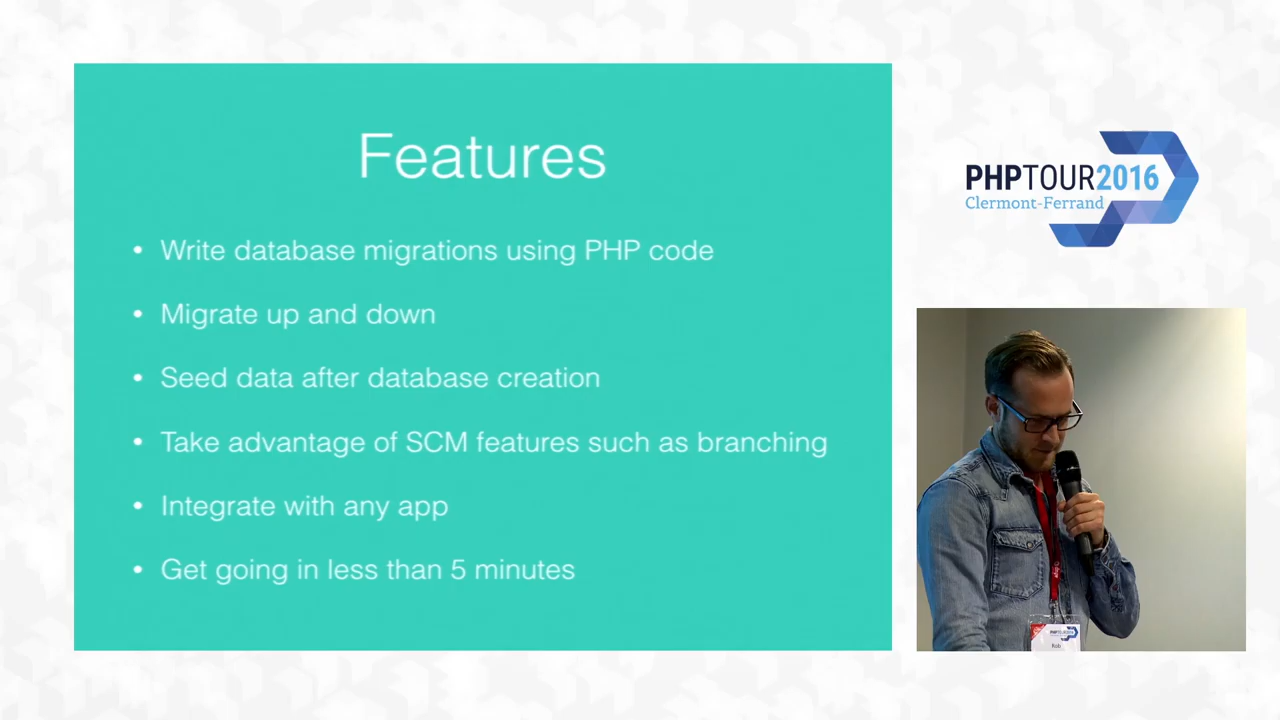 Features
• Write database migrations using PHP code
• Migrate up and down
• Seed data after database creation
• Take advantage of SCM features such as branching
• Integrate with any app
• Get going in less than 5 minutes
PHPTOUR2016
Clermont-Ferrand
PHPTOUR2016
Rob